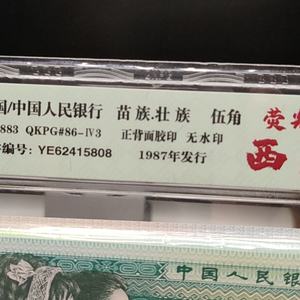 国/中国人民银行 苗族.壮族 伍角
883 QKPG#86-IV3 正背面胶印 无水印
编号: YE62415808 1987年发行
荧
西
中国人民银